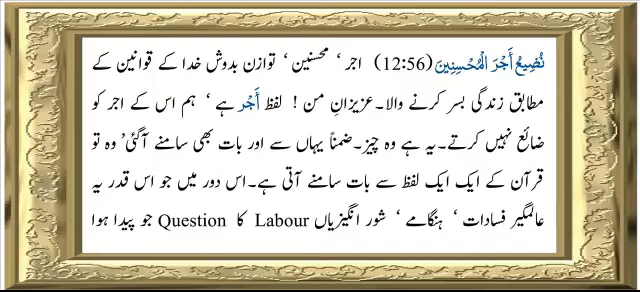 نُضِيعُ أَجْرَ الْمُحْسِنِينَ (12:56) اجر ‘ محسنین ‘ توازن بدوش خدا کے قوانین کے
مطابق زندگی بسر کرنے والا۔عزیزانِ من ! لفظ أَجْر ہے ‘ ہم اس کے اجر کو
ضائع نہیں کرتے۔یہ ہے وہ چیز۔ضمناً یہاں سے اور بات بھی سامنے آگئی‘ وہ تو
قرآن کے ایک ایک لفظ سے بات سامنے آتی ہے۔اس دور میں جو اس قدر یہ
عالمگیر فسادات ‘ ہنگامے ‘ شور انگیزیاں Labour کا Question جو پیدا ہوا